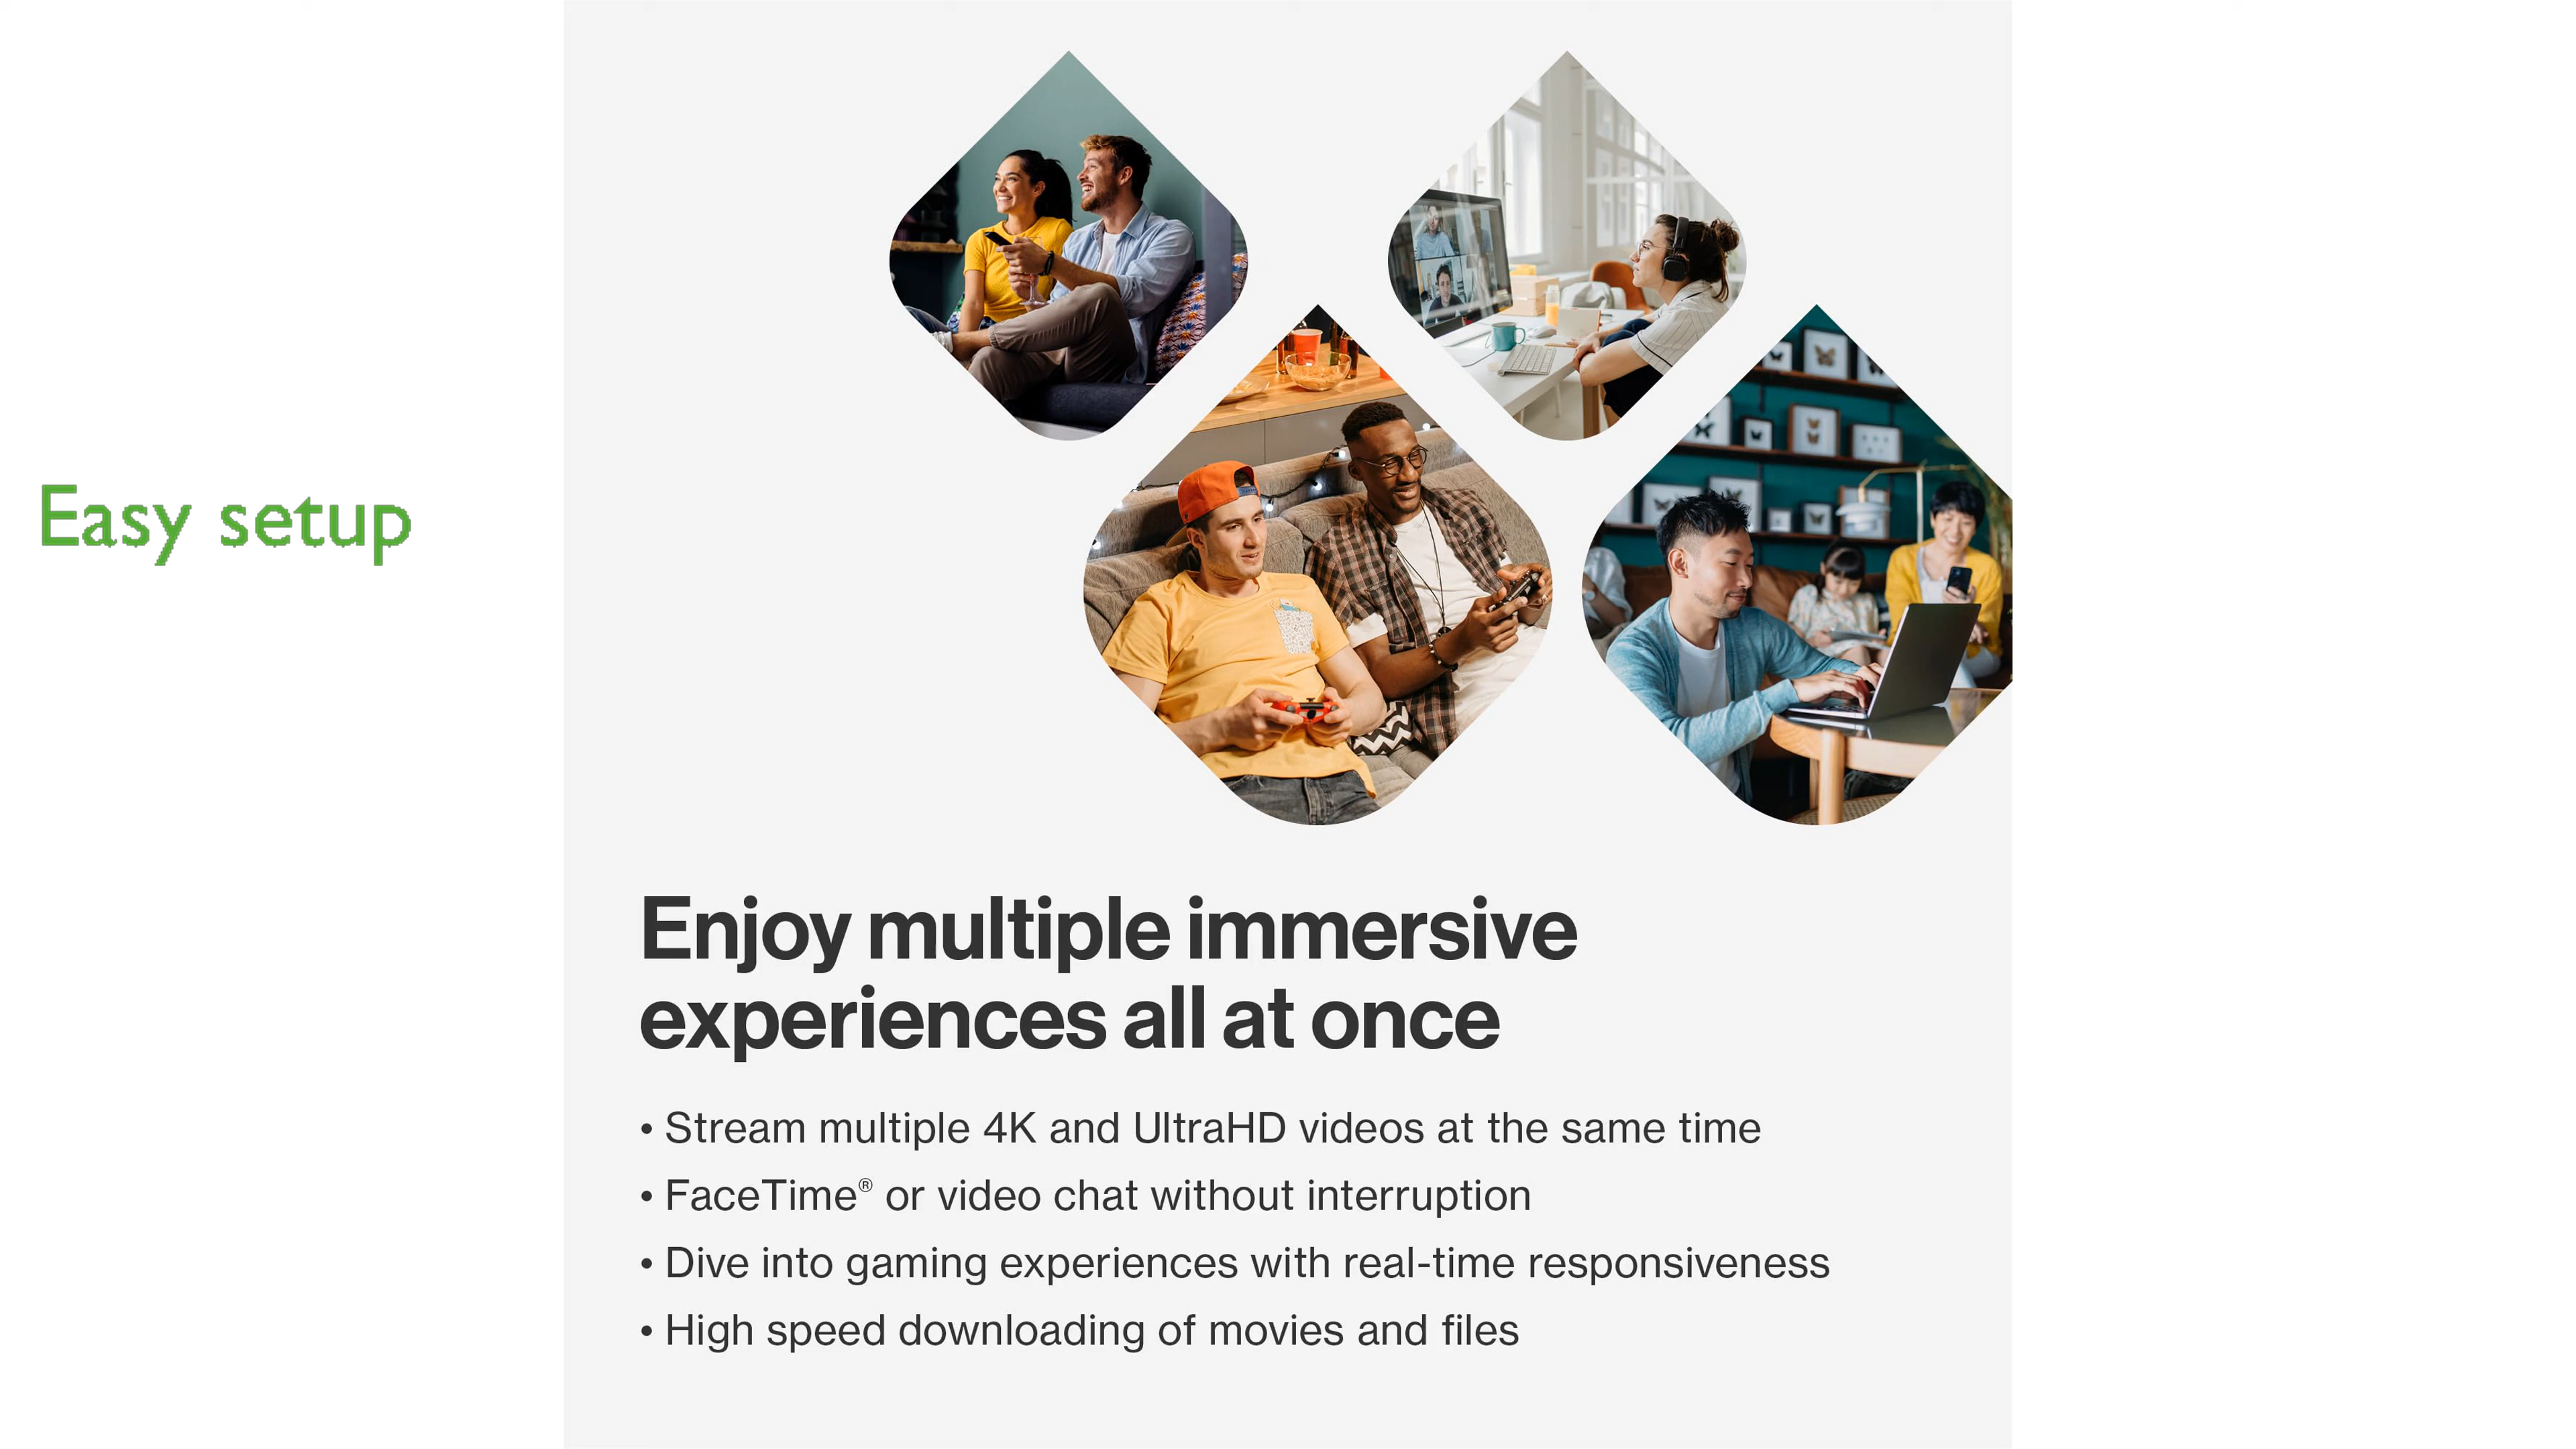 Easy setup
Enjoy multiple immersive
experiences all at once
• Stream multiple 4K and UltraHD videos at the same time
• FaceTime® or video chat without interruption
• Dive into gaming experiences with real-time responsiveness
• High speed downloading of movies and files